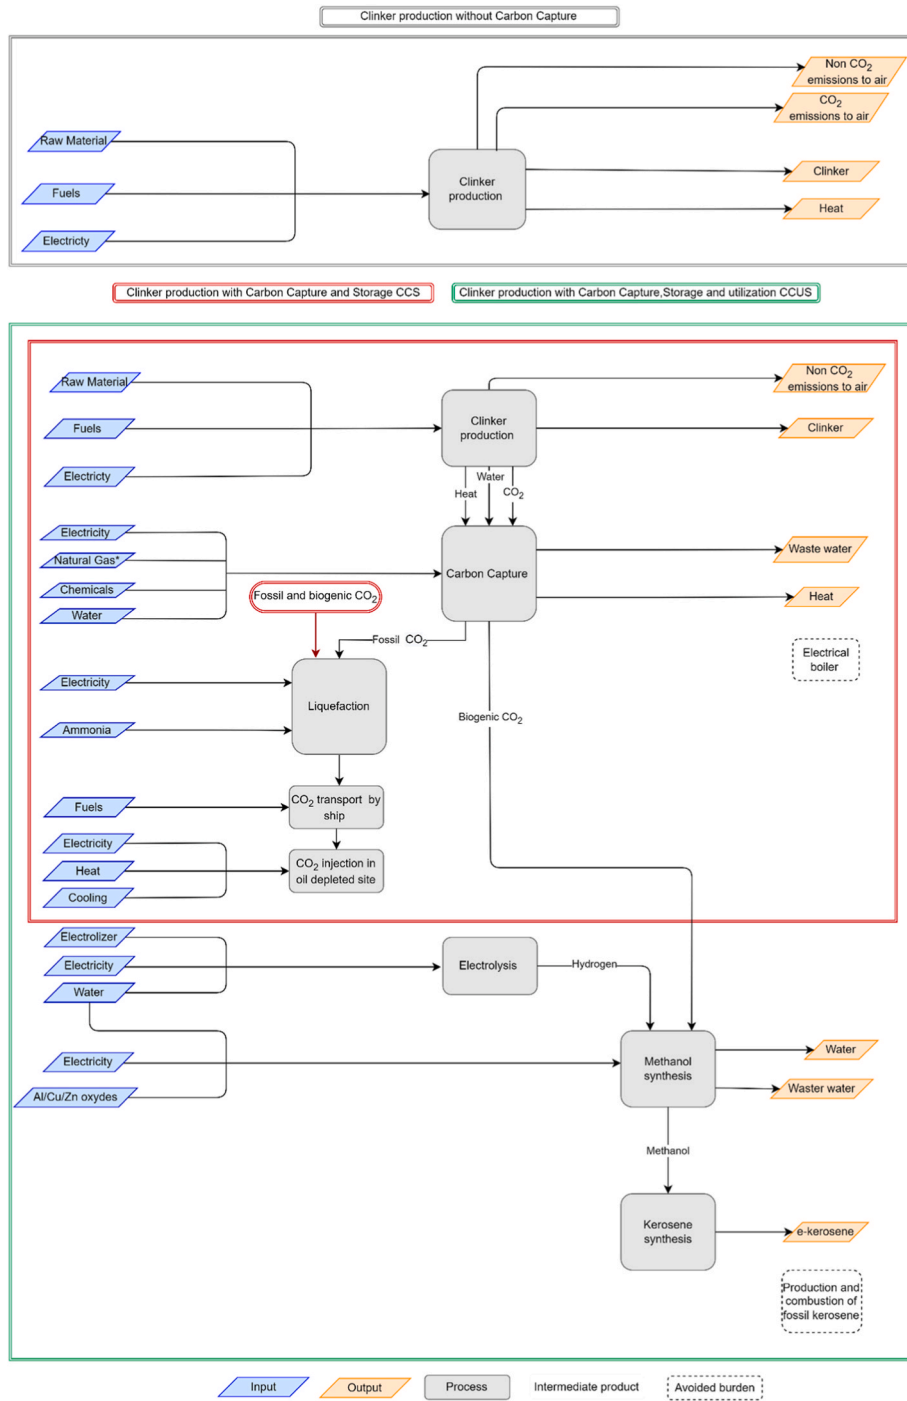 Clinker production without Carbon Capture
Non CO2
emissions to air
CO2
emissions to air
Raw Material
Clinker
production
Clinker
Fuels
Heat
Electricty
Clinker production with Carbon Capture and Storage CCS
Clinker production with Carbon Capture,Storage and utilization CCUS
Raw Material
Non CO2
emissions to air
Fuels
Clinker
production
Clinker
Electricty
Water
Heat
CO2
Electricity
Natural Gas*
Chemicals
Water
Carbon Capture
Waste water
Heat
Fossil and biogenic CO2
Fossil CO2
Electrical
boiler
Electricity
Liquefaction
Ammonia
Biogenic CO2
Fuels
CO2 transport by
ship
Electricity
Heat
Cooling
CO2 injection in
oil depleted site
Electrolizer
Electricity
Water
Electrolysis
Hydrogen
Electricity
Al/Cu/Zn oxydes
Methanol
synthesis
Water
Waster water
Methanol
Kerosene
synthesis
e-kerosene
Production and
combustion of
fossil kerosene
Input
Output
Process
Intermediate product
Avoided burden